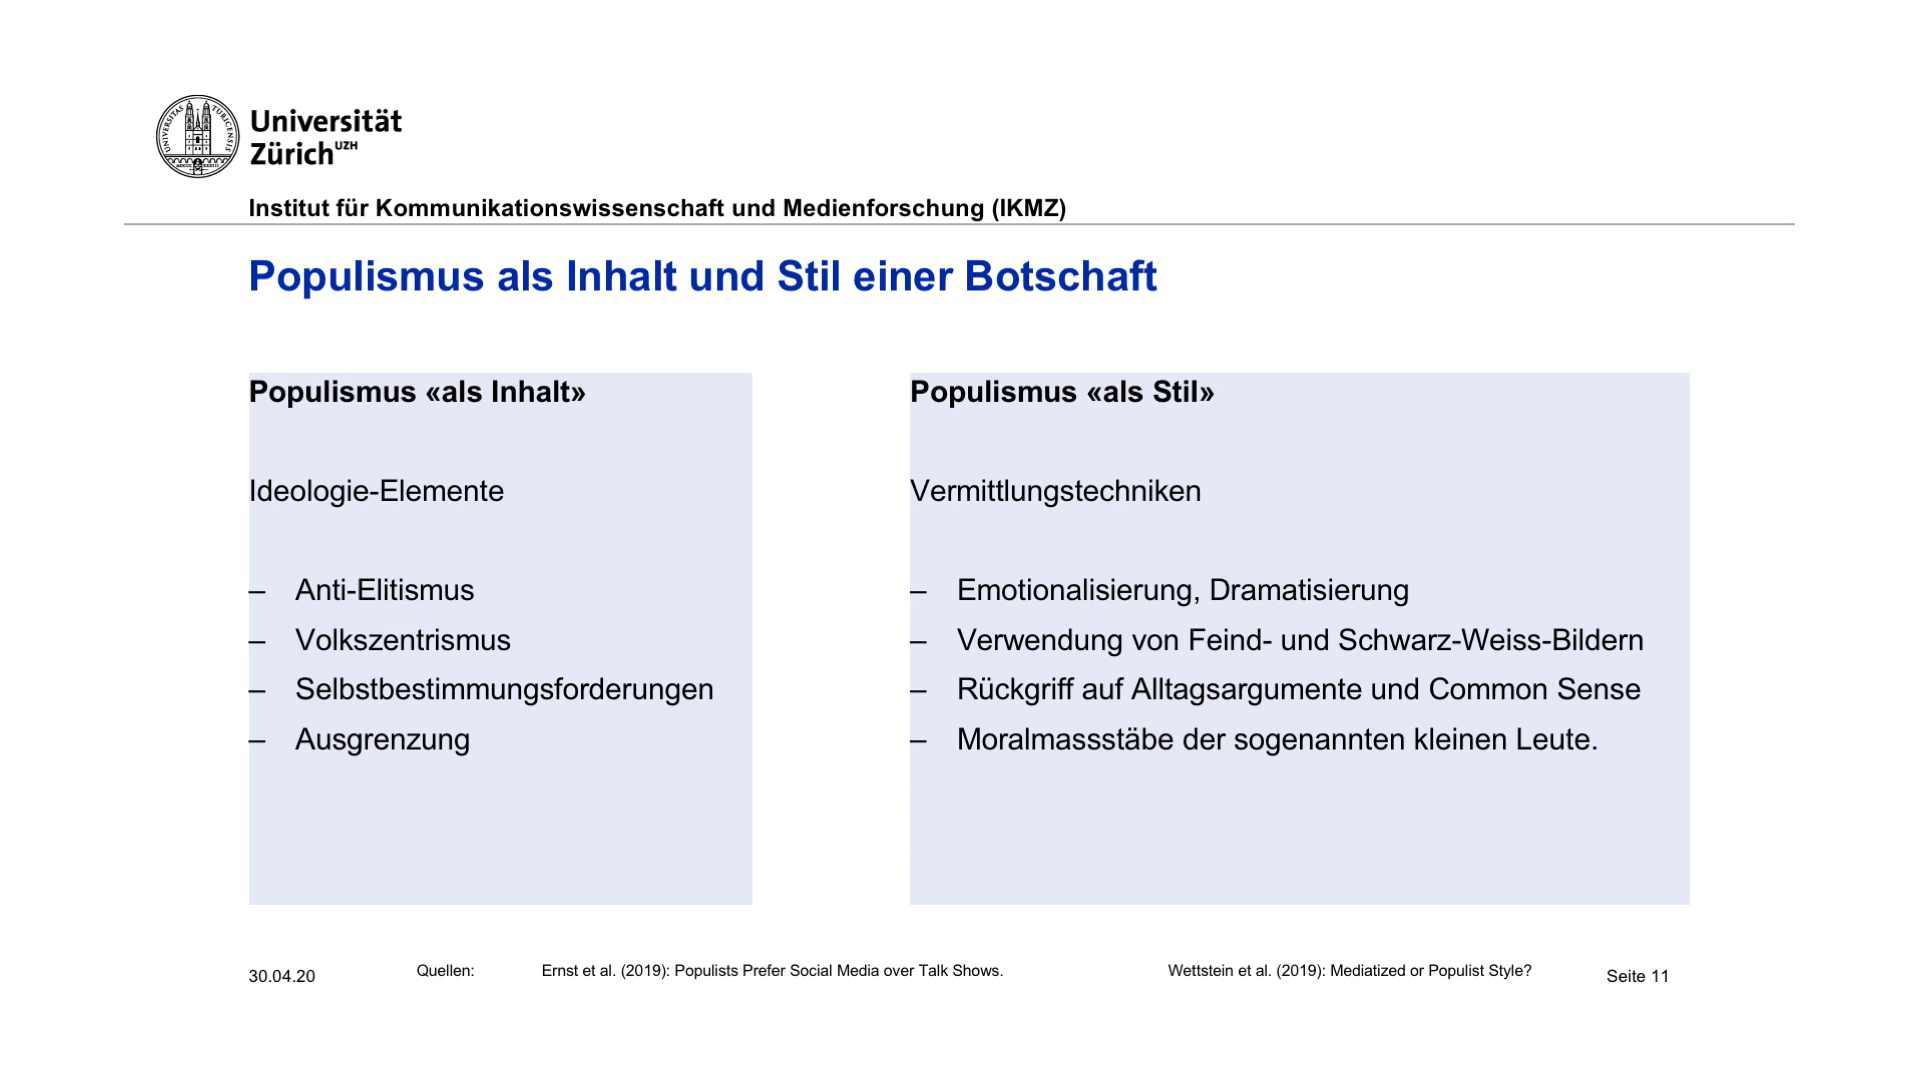 UNIVERSITAS TURICENSIS
Universität
Zürich UZH
Institut für Kommunikationswissenschaft und Medienforschung (IKMZ)
Populismus als Inhalt und Stil einer Botschaft
Populismus «als Inhalt»
Ideologie-Elemente
– Anti-Elitismus
– Volkszentrismus
– Selbstbestimmungsforderungen
– Ausgrenzung
Populismus «als Stil»
Vermittlungstechniken
– Emotionalisierung, Dramatisierung
– Verwendung von Feind- und Schwarz-Weiss-Bildern
– Rückgriff auf Alltagsargumente und Common Sense
– Moralmassstäbe der sogenannten kleinen Leute.
30.04.20
Quellen: Ernst et al. (2019): Populists Prefer Social Media over Talk Shows. Wettstein et al. (2019): Mediatized or Populist Style?
Seite 11